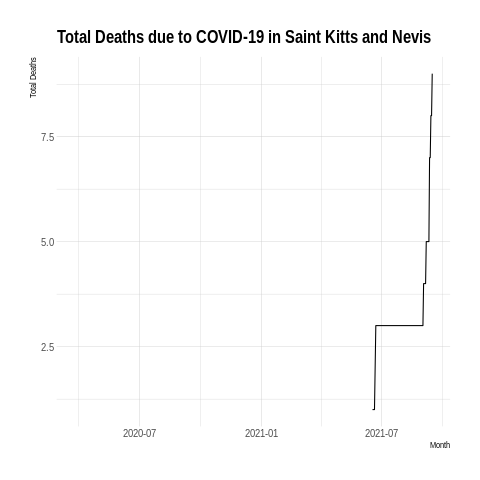 Total Deaths due to COVID-19 in Saint Kitts and Nevis
Total Deaths
7.5
5.0
2.5
2020-07 2021-01 2021-07
Month